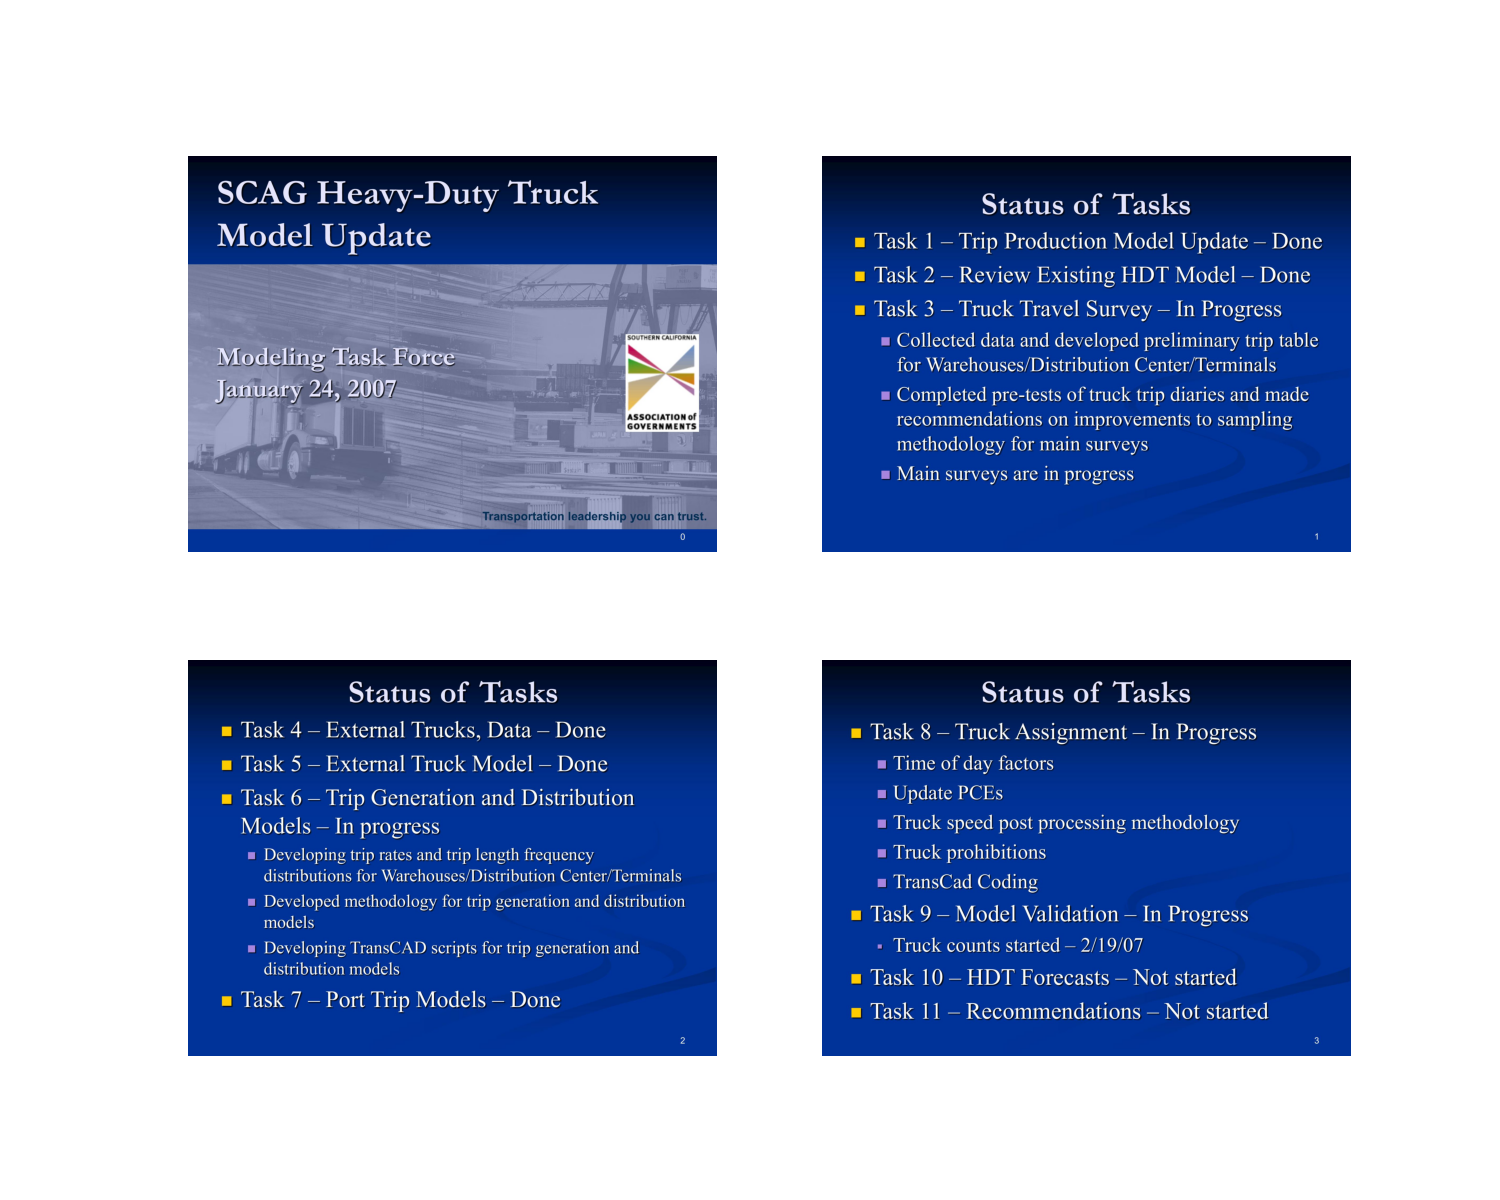 SCAG Heavy-Duty Truck
Model Update
Modeling Task Force
January 24, 2007
SOUTHERN CALIFORNIA
ASSOCIATION of
GOVERNMENTS
Transportation leadership you can trust.
0
Status of Tasks
Task 1 – Trip Production Model Update – Done
Task 2 – Review Existing HDT Model – Done
Task 3 – Truck Travel Survey – In Progress
Collected data and developed preliminary trip table
for Warehouses/Distribution Center/Terminals
Completed pre-tests of truck trip diaries and made
recommendations on improvements to sampling
methodology for main surveys
Main surveys are in progress
1
Status of Tasks
Task 4 – External Trucks, Data – Done
Task 5 – External Truck Model – Done
Task 6 – Trip Generation and Distribution
Models – In progress
Developing trip rates and trip length frequency
distributions for Warehouses/Distribution Center/Terminals
Developed methodology for trip generation and distribution
models
Developing TransCAD scripts for trip generation and
distribution models
Task 7 – Port Trip Models – Done
2
Status of Tasks
Task 8 – Truck Assignment – In Progress
Time of day factors
Update PCEs
Truck speed post processing methodology
Truck prohibitions
TransCad Coding
Task 9 – Model Validation – In Progress
Truck counts started – 2/19/07
Task 10 – HDT Forecasts – Not started
Task 11 – Recommendations – Not started
3